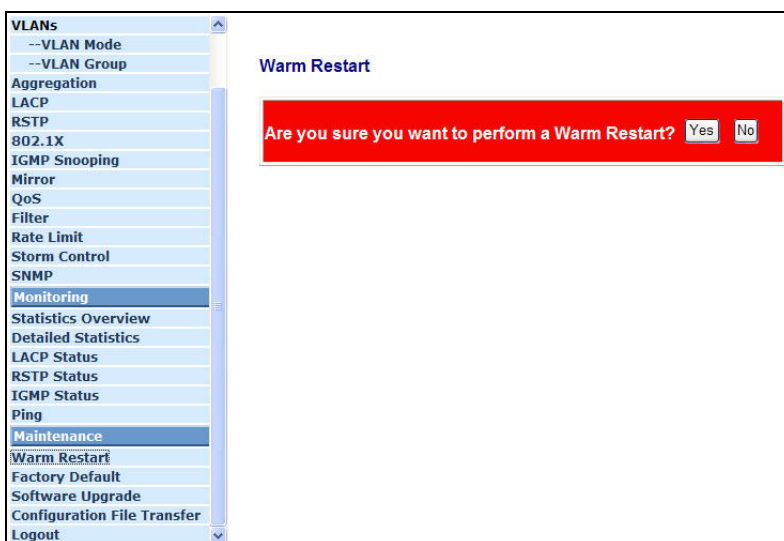 VLANs
--VLAN Mode
--VLAN Group
Aggregation
LACP
RSTP
802.1X
IGMP Snooping
Mirror
QoS
Filter
Rate Limit
Storm Control
SNMP
Monitoring
Statistics Overview
Detailed Statistics
LACP Status
RSTP Status
IGMP Status
Ping
Maintenance
Warm Restart
Factory Default
Software Upgrade
Configuration File Transfer
Logout
Warm Restart
Are you sure you want to perform a Warm Restart? Yes No